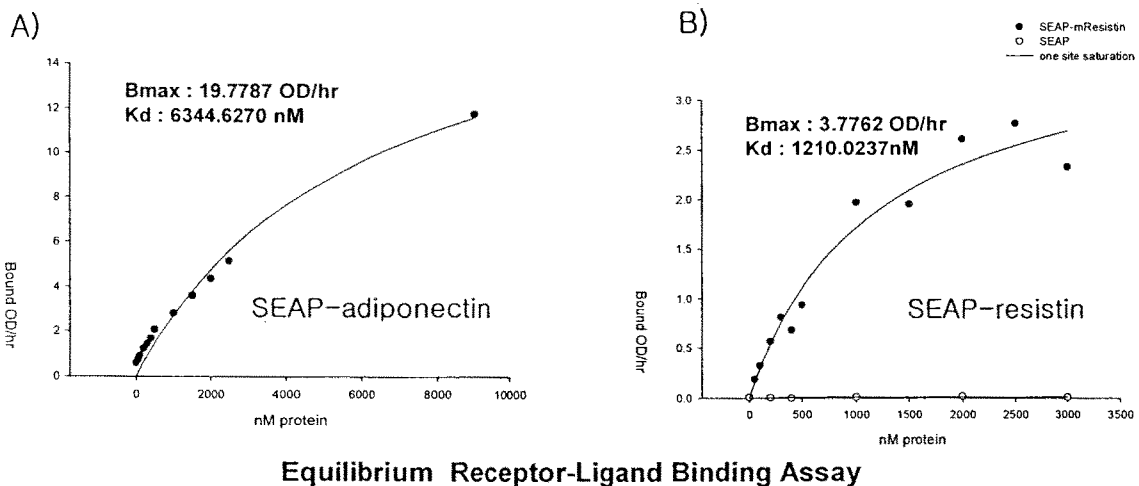 A)
Bmax : 19.7787 OD/hr
Kd : 6344.6270 nM
Bound OD/hr
14
12
10
8
6
4
2
0
SEAP-adiponectin
0 2000 4000 6000 8000 10000
nM protein
B)
SEAP-mResistin
SEAP
one site saturation
Bmax : 3.7762 OD/hr
Kd : 1210.0237nM
Bound OD/hr
3.0
2.5
2.0
1.5
1.0
0.5
0.0
SEAP-resistin
0 500 1000 1500 2000 2500 3000 3500
nM protein
Equilibrium Receptor-Ligand Binding Assay